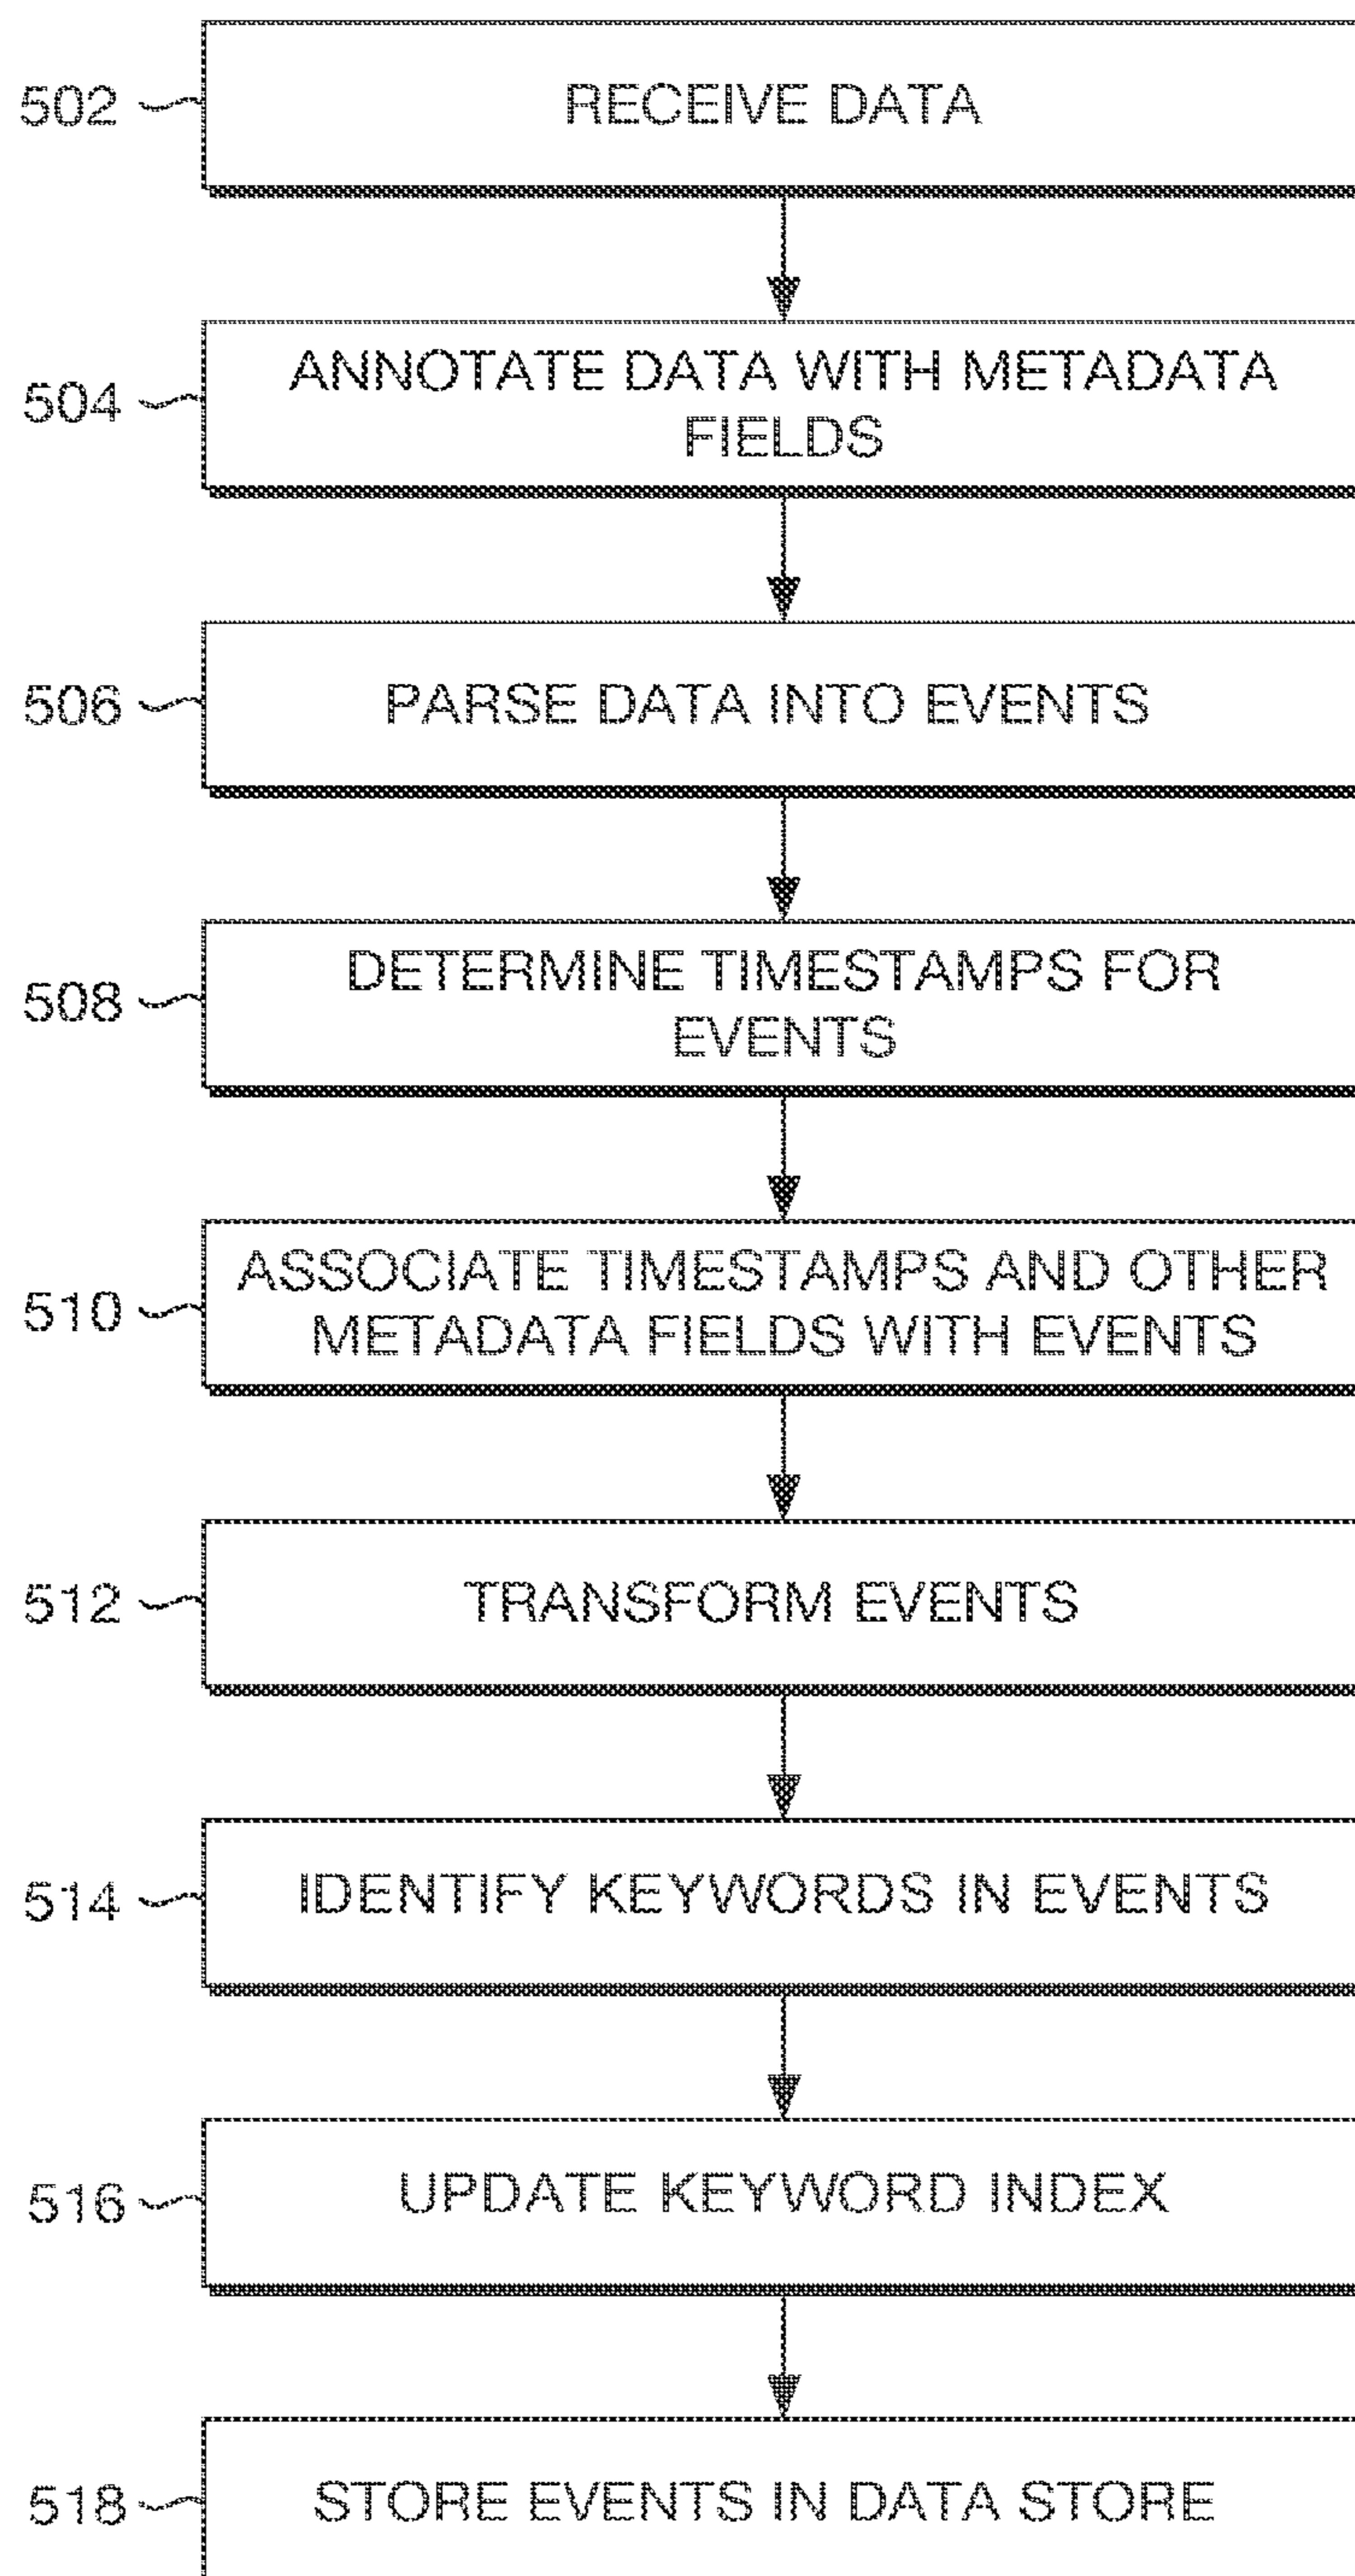 502
RECEIVE DATA
504
ANNOTATE DATA WITH METADATA
FIELDS
506
PARSE DATA INTO EVENTS
508
DETERMINE TIMESTAMPS FOR
EVENTS
510
ASSOCIATE TIMESTAMPS AND OTHER
METADATA FIELDS WITH EVENTS
512
TRANSFORM EVENTS
514
IDENTIFY KEYWORDS IN EVENTS
516
UPDATE KEYWORD INDEX
518
STORE EVENTS IN DATA STORE